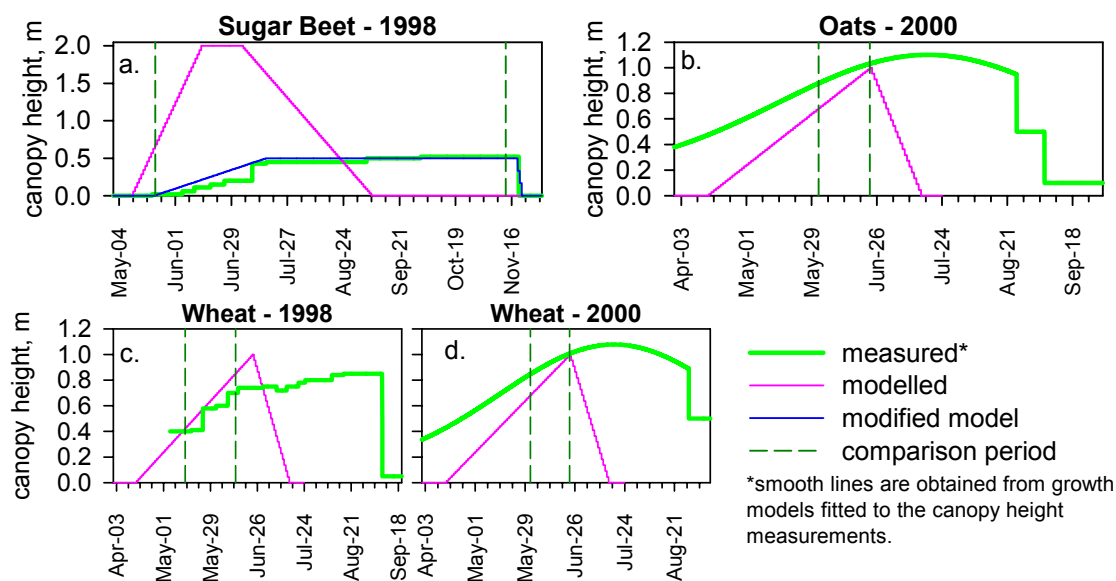 Sugar Beet - 1998
canopy height, m
2.0
1.5
1.0
0.5
0.0
a.
May-04
Jun-01
Jun-29
Jul-27
Aug-24
Sep-21
Oct-19
Nov-16
Oats - 2000
canopy height, m
1.2
1.0
0.8
0.6
0.4
0.2
0.0
b.
Apr-03
May-01
May-29
Jun-26
Jul-24
Aug-21
Sep-18
Wheat - 1998
canopy height, m
1.2
1.0
0.8
0.6
0.4
0.2
0.0
c.
Apr-03
May-01
May-29
Jun-26
Jul-24
Aug-21
Sep-18
Wheat - 2000
d.
Apr-03
May-01
May-29
Jun-26
Jul-24
Aug-21
measured*
modelled
modified model
comparison period
*smooth lines are obtained from growth
models fitted to the canopy height
measurements.